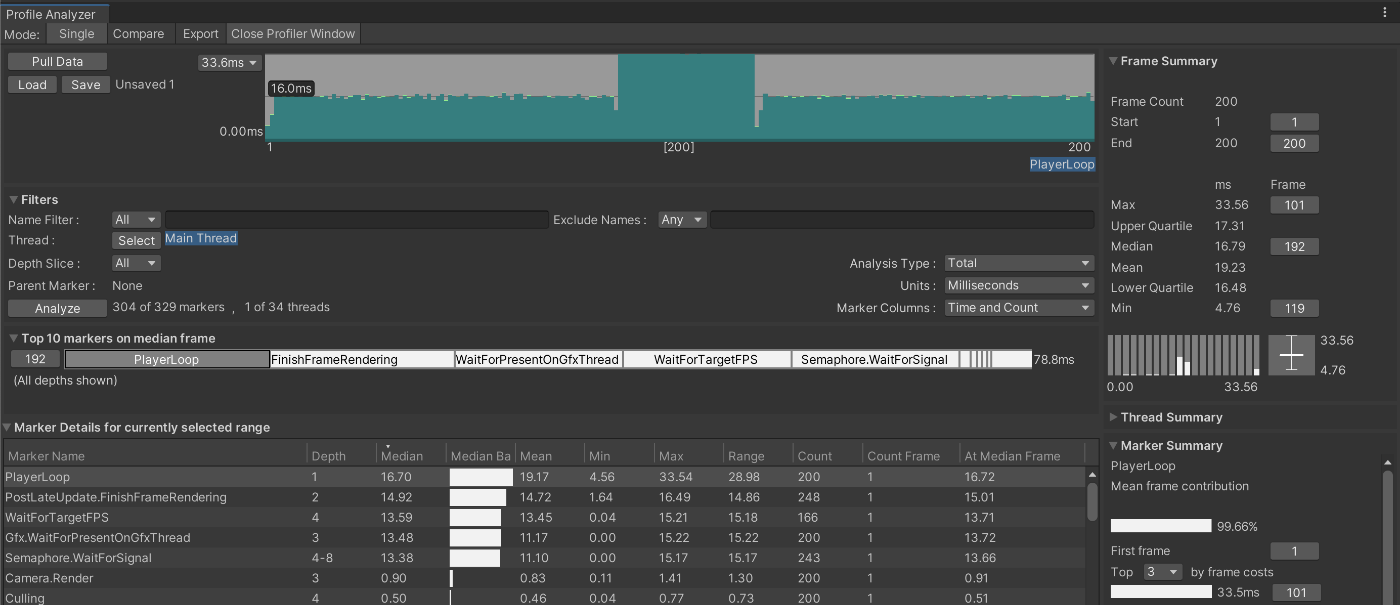 Profile Analyzer
Mode: Single Compare Export Close Profiler Window
Pull Data
Load Save Unsaved 1
33.6ms
16.0ms
0.00ms
1 [200] 200
PlayerLoop
Filters
Name Filter : All Exclude Names : Any
Thread : Select Main Thread
Depth Slice : All Analysis Type : Total
Parent Marker : None Units : Milliseconds
Analyze 304 of 329 markers , 1 of 34 threads Marker Columns : Time and Count
Top 10 markers on median frame
192 PlayerLoop FinishFrameRendering WaitForPresentOnGfxThread WaitForTargetFPS Semaphore.WaitForSignal 78.8ms
(All depths shown)
Marker Details for currently selected range
Marker Name Depth Median Median Ba Mean Min Max Range Count Count Frame At Median Frame
PlayerLoop 1 16.70 19.17 4.56 33.54 28.98 200 1 16.72
PostLateUpdate.FinishFrameRendering 2 14.92 14.72 1.64 16.49 14.86 248 1 15.01
WaitForTargetFPS 4 13.59 13.45 0.04 15.21 15.18 166 1 13.71
Gfx.WaitForPresentOnGfxThread 3 13.48 11.17 0.00 15.22 15.22 200 1 13.72
Semaphore.WaitForSignal 4-8 13.38 11.10 0.00 15.17 15.17 243 1 13.66
Camera.Render 3 0.90 0.83 0.11 1.41 1.30 200 1 0.91
Culling 4 0.50 0.46 0.04 0.77 0.73 200 1 0.51
Frame Summary
Frame Count 200
Start 1 1
End 200 200
ms Frame
Max 33.56 101
Upper Quartile 17.31
Median 16.79 192
Mean 19.23
Lower Quartile 16.48
Min 4.76 119
33.56
4.76
0.00 33.56
Thread Summary
Marker Summary
PlayerLoop
Mean frame contribution
99.66%
First frame 1
Top 3 by frame costs
33.5ms 101